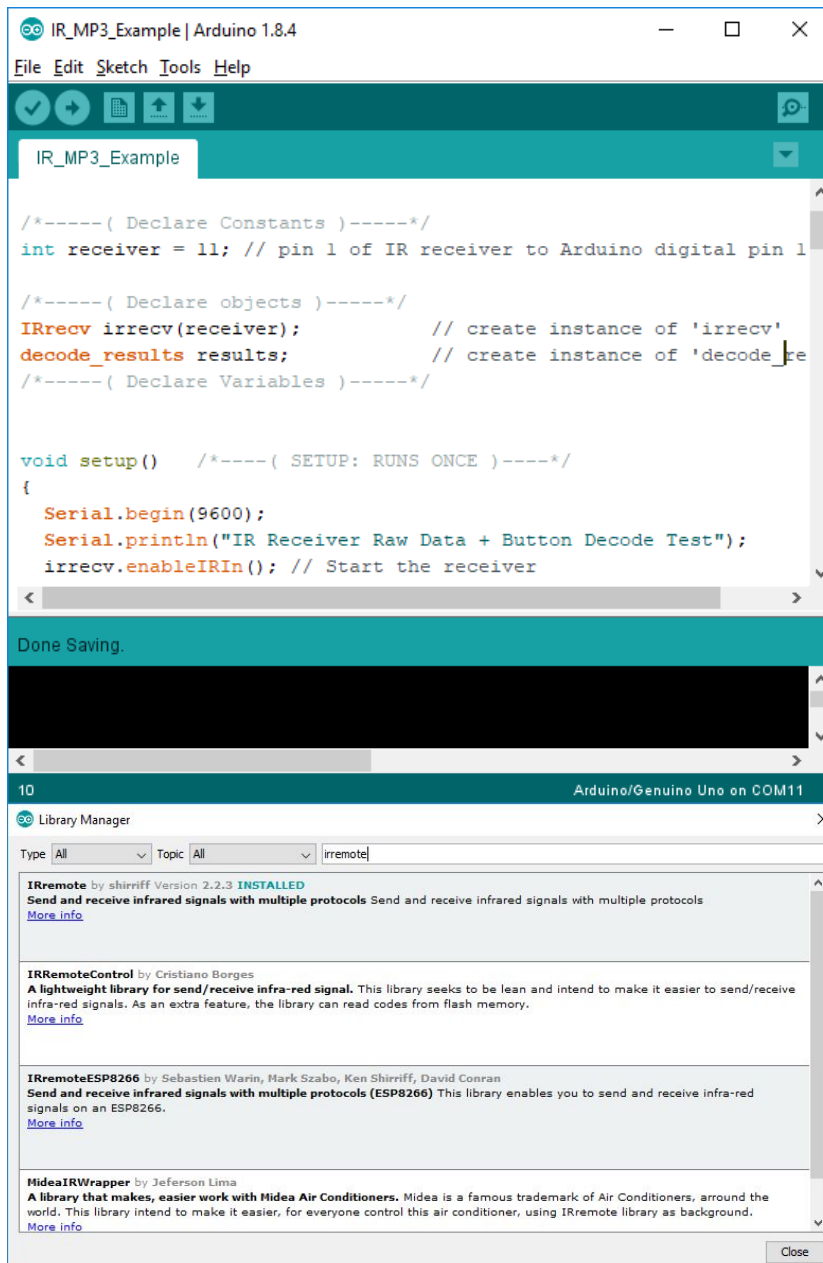 IR_MP3_Example | Arduino 1.8.4
File Edit Sketch Tools Help
IR_MP3_Example
/*-----( Declare Constants )-----*/
int receiver = 11; // pin 1 of IR receiver to Arduino digital pin 1
/*-----( Declare objects )-----*/
IRrecv irrecv(receiver);           // create instance of 'irrecv'
decode_results results;            // create instance of 'decode_re
/*-----( Declare Variables )-----*/
void setup()   /*----( SETUP: RUNS ONCE )----*/
{
  Serial.begin(9600);
  Serial.println("IR Receiver Raw Data + Button Decode Test");
  irrecv.enableIRIn(); // Start the receiver
Done Saving.
10 Arduino/Genuino Uno on COM11
Library Manager
Type All Topic All irremote
IRremote by shirriff Version 2.2.3 INSTALLED
Send and receive infrared signals with multiple protocols Send and receive infrared signals with multiple protocols
More info
IRRemoteControl by Cristiano Borges
A lightweight library for send/receive infra-red signal. This library seeks to be lean and intend to make it easier to send/receive
infra-red signals. As an extra feature, the library can read codes from flash memory.
More info
IRremoteESP8266 by Sebastien Warin, Mark Szabo, Ken Shirriff, David Conran
Send and receive infrared signals with multiple protocols (ESP8266) This library enables you to send and receive infra-red
signals on an ESP8266.
More info
MideaIRWrapper by Jeferson Lima
A library that makes, easier work with Midea Air Conditioners. Midea is a famous trademark of Air Conditioners, arround the
world. This library intend to make it easier, for everyone control this air conditioner, using IRremote library as background.
More info
Close